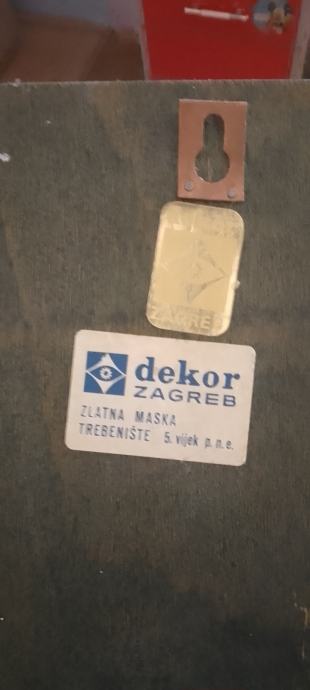 ZAGREB
dekor
ZAGREB
ZLATNA MASKA
TREBENIŠTE 5. vijek p. n. e.